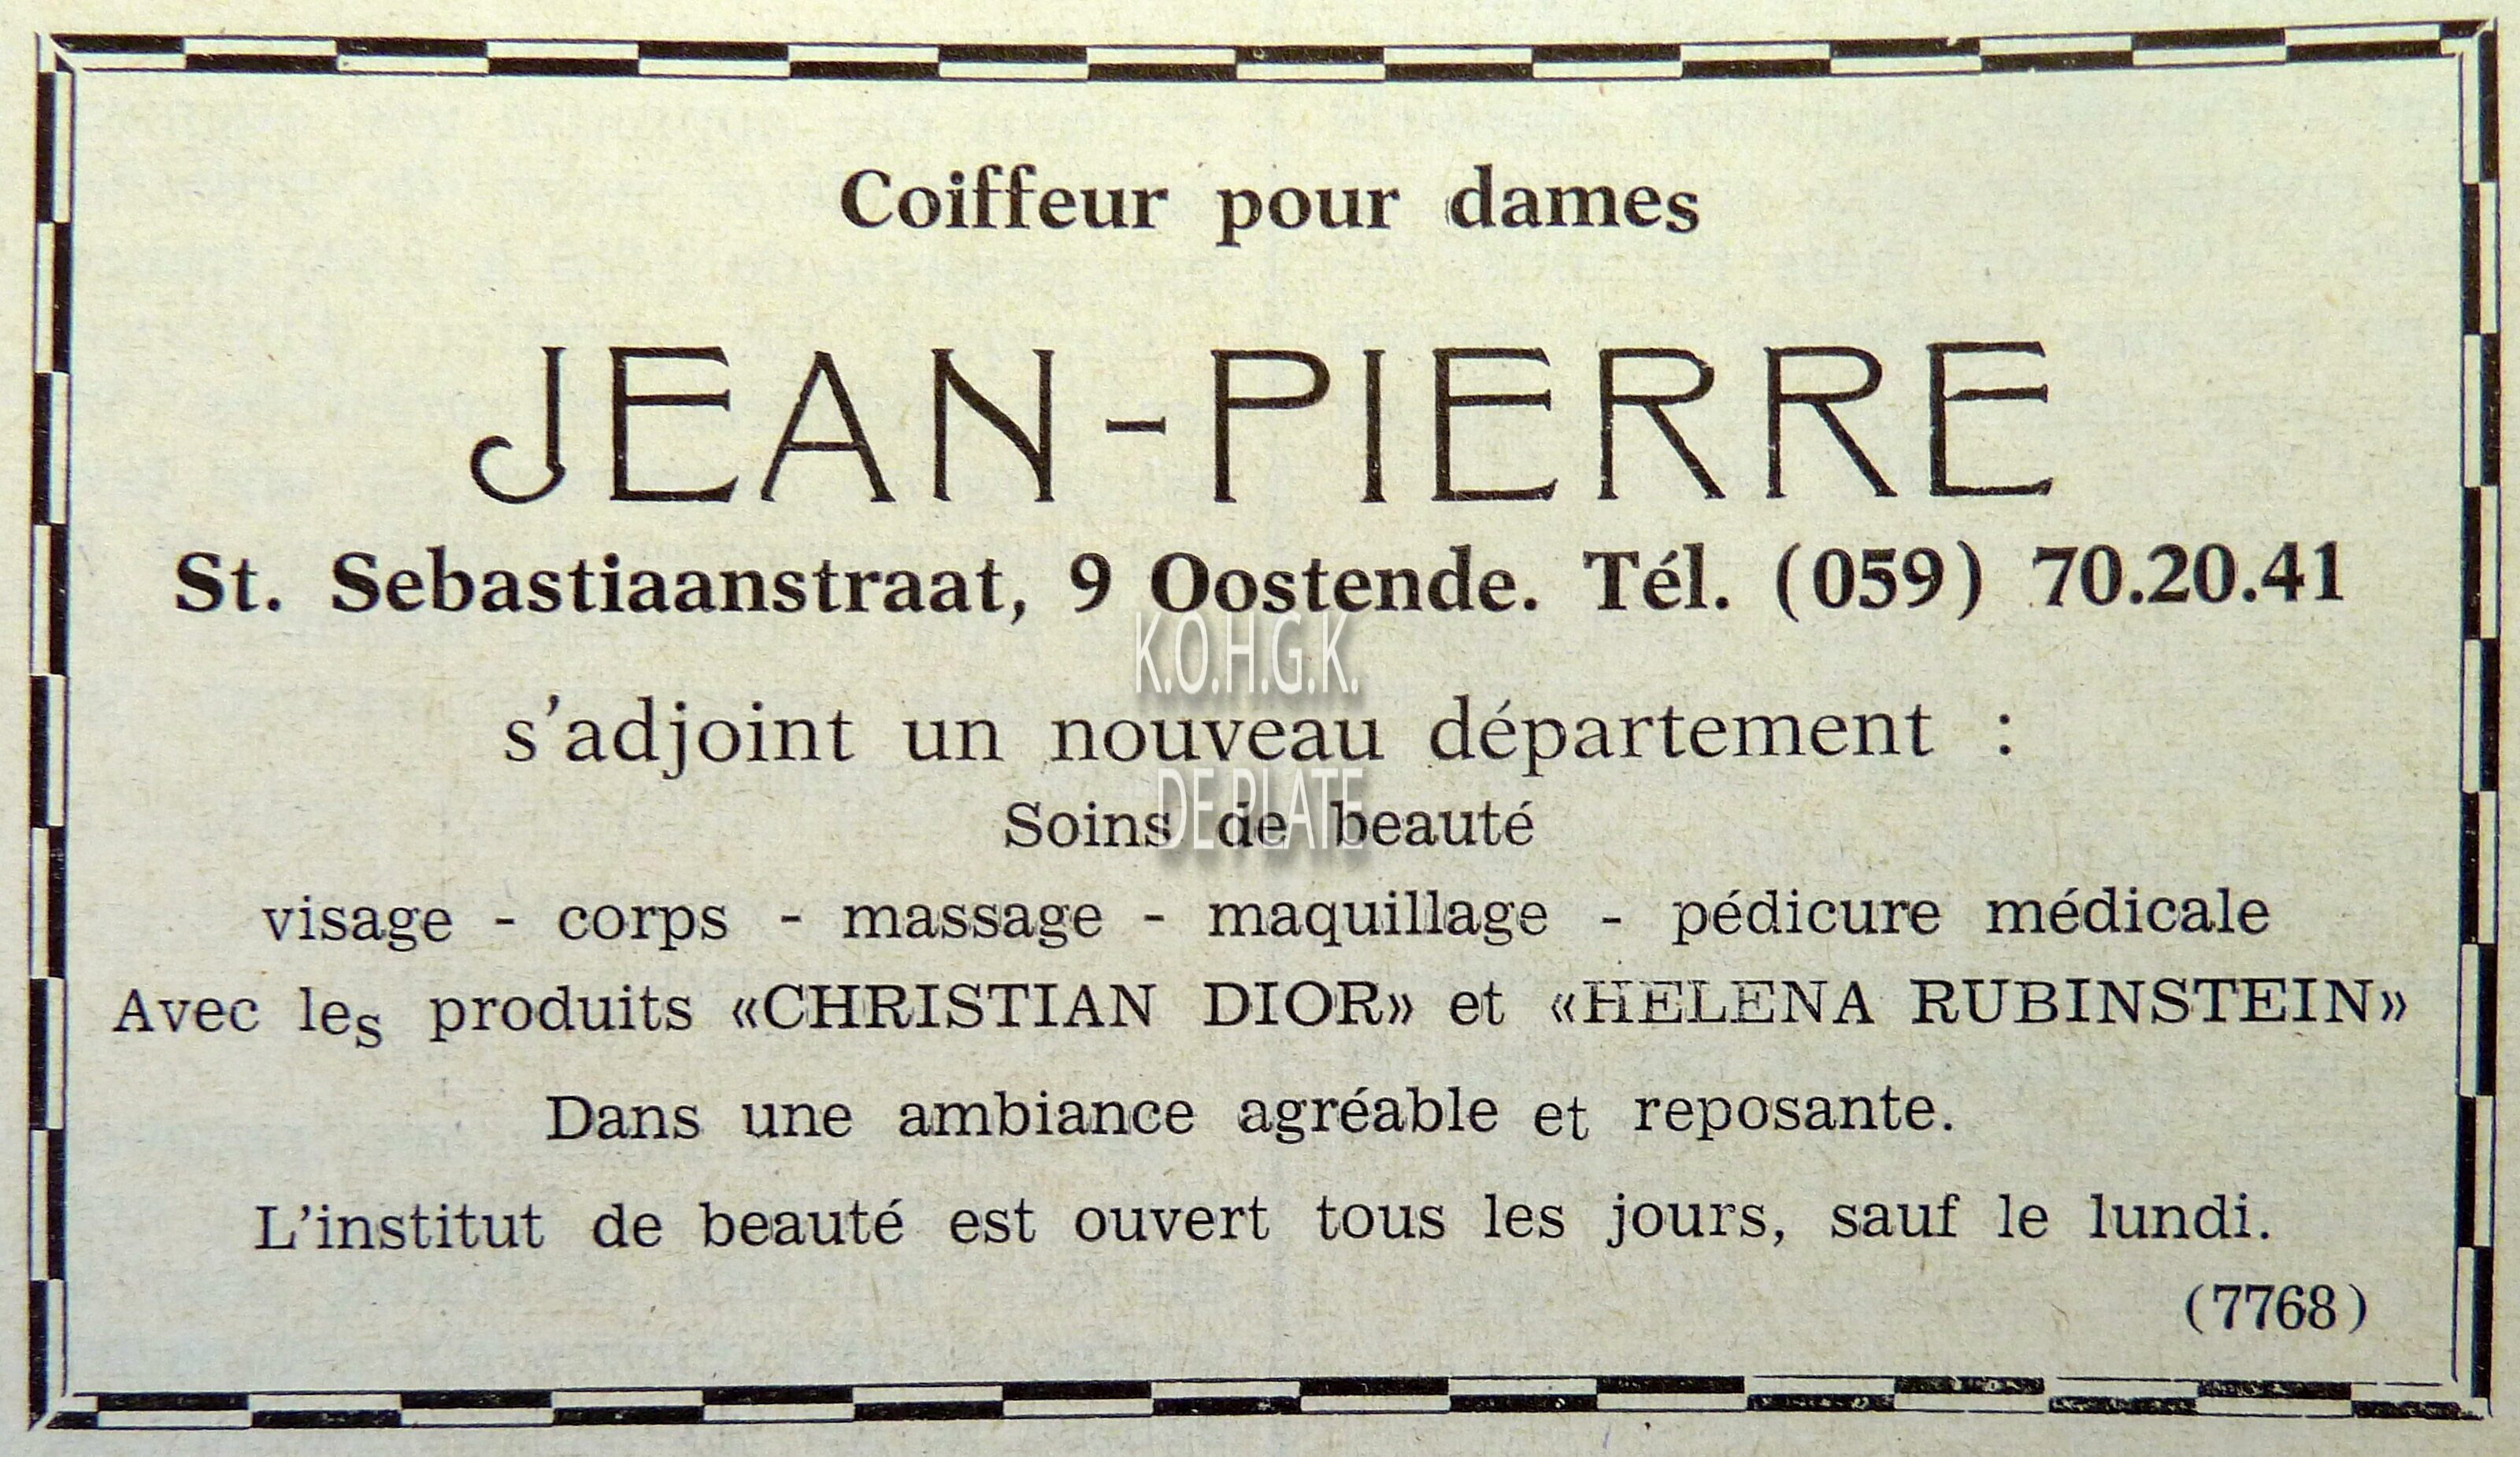 Coiffeur pour dames
JEAN-PIERRE
St. Sebastiaanstraat, 9 Oostende. Tél. (059) 70.20.41
K.O.H.G.K.
s'adjoint un nouveau département :
DE PLATE
Soins de beauté
visage - corps - massage - maquillage - pédicure médicale
Avec les produits «CHRISTIAN DIOR» et «HELENA RUBINSTEIN»
Dans une ambiance agréable et reposante.
L'institut de beauté est ouvert tous les jours, sauf le lundi.
(7768)